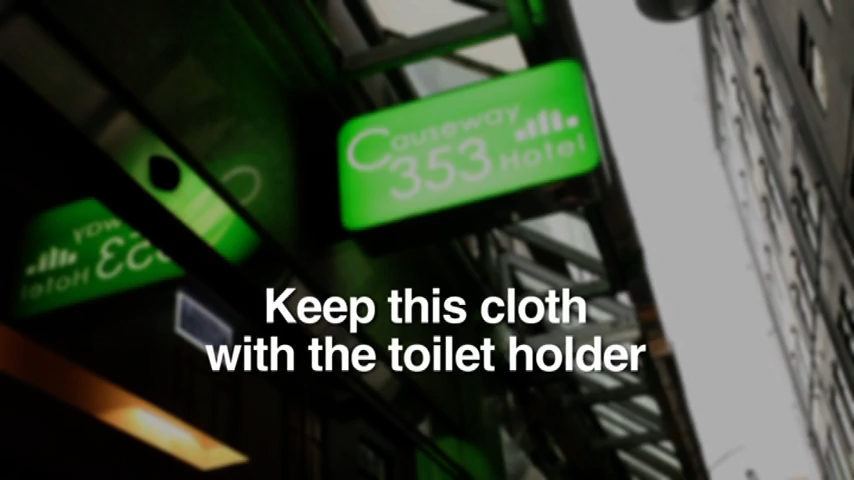 Causeway
353 Hotel
Keep this cloth
with the toilet holder